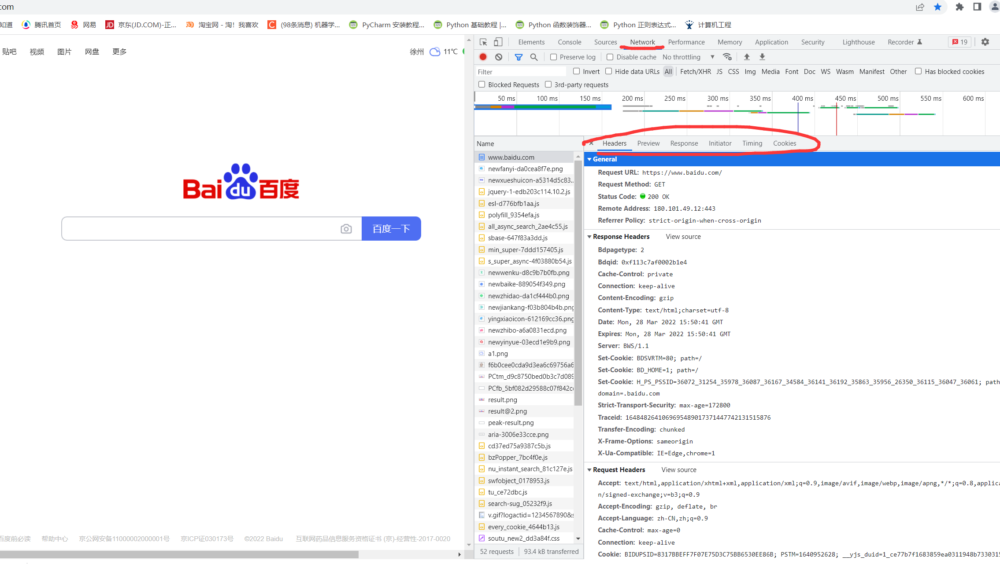 com
知道 腾讯首页 网易 京东(JD.COM)-正... 淘宝网 - 淘！我喜欢 (98条消息) 机器学... PyCharm 安装教程... Python 基础教程 |... Python 函数装饰器... Python 正则表达式... 计算机工程
贴吧 视频 图片 网盘 更多 徐州 11℃
Bai du 百度
百度一下
百度前必读 帮助中心 京公网安备11000002000001号 京ICP证030173号 ©2022 Baidu 互联网药品信息服务资格证书 (京)-经营性-2017-0020
Elements Console Sources Network Performance Memory Application Security Lighthouse Recorder 19
Preserve log Disable cache No throttling
Filter Invert Hide data URLs All Fetch/XHR JS CSS Img Media Font Doc WS Wasm Manifest Other Has blocked cookies
Blocked Requests 3rd-party requests
50 ms 100 ms 150 ms 200 ms 250 ms 300 ms 350 ms 400 ms 450 ms 500 ms 550 ms 600 ms
Name
www.baidu.com
newfanyi-da0cea8f7e.png
newxueshuicon-a5314d5c83...
jquery-1-edb203c114.10.2.js
esl-d776bfb1aa.js
polyfill_9354efa.js
all_async_search_2ae4c55.js
sbase-647f83a3dd.js
min_super-7ddd157405.js
s_super_async-4f03880b54.js
newwenku-d8c9b7b0fb.png
newbaike-889054f349.png
newzhidao-da1cf444b0.png
newjiankang-f03b804b4b.png
yingxiaoicon-612169cc36.png
newzhibo-a6a0831ecd.png
newyinyue-03ecd1e9b9.png
a1.png
f6b0cee0cda9d3ea6c69756a6
PCtm_d9c8750bed0b3c7d089
PCfb_5bf082d29588c07f842c
result.png
result@2.png
peak-result.png
aria-3006e33cce.png
cd37ed75a9387c5b.js
bzPopper_7bc4f0e.js
nu_instant_search_81c127e.js
swfobject_0178953.js
tu_ce72dbc.js
search-sug_05232f9.js
v.gif?logactid=1234567890&s
every_cookie_4644b13.js
soutu_new2_dd3a84f.css
52 requests 93.4 kB transferred
Headers Preview Response Initiator Timing Cookies
General
Request URL: https://www.baidu.com/
Request Method: GET
Status Code: 200 OK
Remote Address: 180.101.49.12:443
Referrer Policy: strict-origin-when-cross-origin
Response Headers View source
Bdpagetype: 2
Bdqid: 0xf113c7af0002b1e4
Cache-Control: private
Connection: keep-alive
Content-Encoding: gzip
Content-Type: text/html;charset=utf-8
Date: Mon, 28 Mar 2022 15:50:41 GMT
Expires: Mon, 28 Mar 2022 15:50:41 GMT
Server: BWS/1.1
Set-Cookie: BDSVRTM=80; path=/
Set-Cookie: BD_HOME=1; path=/
Set-Cookie: H_PS_PSSID=36072_31254_35978_36087_36167_34584_36141_36192_35863_35956_26350_36115_36047_36061; path
domain=.baidu.com
Strict-Transport-Security: max-age=172800
Traceid: 1648482641069695489017371447742131515876
Transfer-Encoding: chunked
X-Frame-Options: sameorigin
X-Ua-Compatible: IE=Edge,chrome=1
Request Headers View source
Accept: text/html,application/xhtml+xml,application/xml;q=0.9,image/avif,image/webp,image/apng,*/*;q=0.8,applica
n/signed-exchange;v=b3;q=0.9
Accept-Encoding: gzip, deflate, br
Accept-Language: zh-CN,zh;q=0.9
Cache-Control: max-age=0
Connection: keep-alive
Cookie: BIDUPSID=8317BBEFF7F07E75D3C75BB6530EE86B; PSTM=1640952628; __yjs_duid=1_ce77b7f1683859ea0311948b7330315